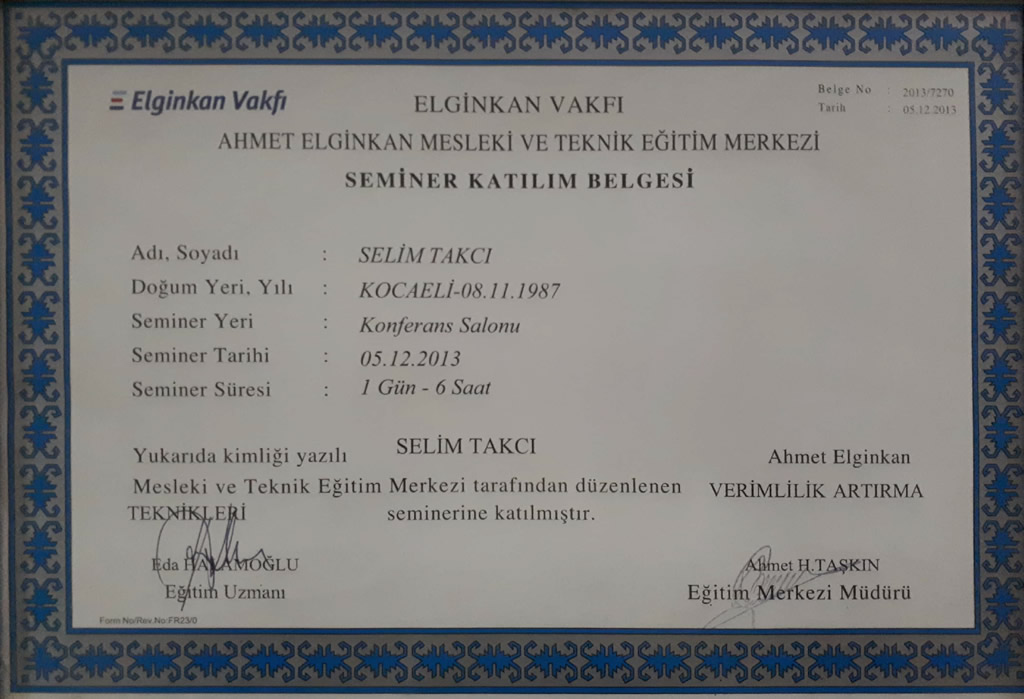 Elginkan Vakfı
ELGİNKAN VAKFI
Belge No : 2013/7270
Tarih : 05.12.2013
AHMET ELGİNKAN MESLEKİ VE TEKNİK EĞİTİM MERKEZİ
SEMİNER KATILIM BELGESİ
Adı, Soyadı : SELİM TAKCI
Doğum Yeri, Yılı : KOCAELİ-08.11.1987
Seminer Yeri : Konferans Salonu
Seminer Tarihi : 05.12.2013
Seminer Süresi : 1 Gün - 6 Saat
Yukarıda kimliği yazılı SELİM TAKCI Ahmet Elginkan
Mesleki ve Teknik Eğitim Merkezi tarafından düzenlenen VERİMLİLİK ARTIRMA
TEKNİKLERİ seminerine katılmıştır.
Eda Ahmet H.TAŞKIN
Eğitim Uzmanı Eğitim Merkezi Müdürü
Form No/Rev.No:FR23/0